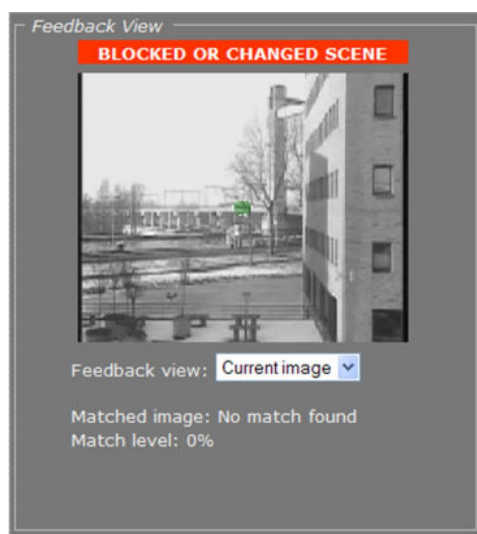 Feedback View
BLOCKED OR CHANGED SCENE
Feedback view: Current image
Matched image: No match found
Match level: 0%